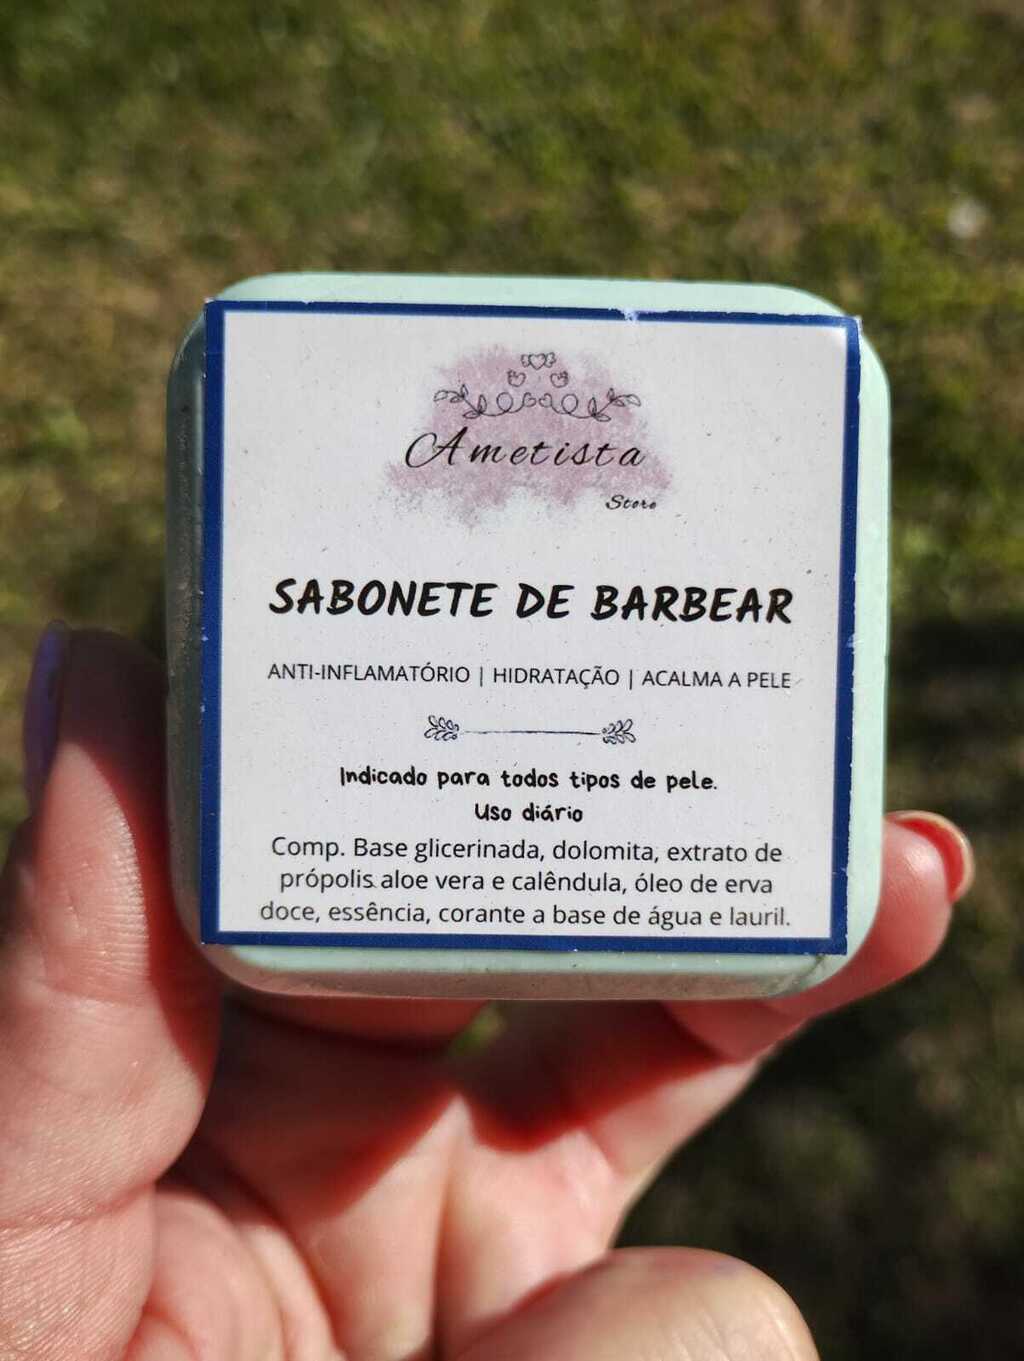 Ametista
Store
SABONETE DE BARBEAR
ANTI-INFLAMATÓRIO | HIDRATAÇÃO | ACALMA A PELE
Indicado para todos tipos de pele.
Uso diário
Comp. Base glicerinada, dolomita, extrato de
própolis aloe vera e calêndula, óleo de erva
doce, essência, corante a base de água e lauril.